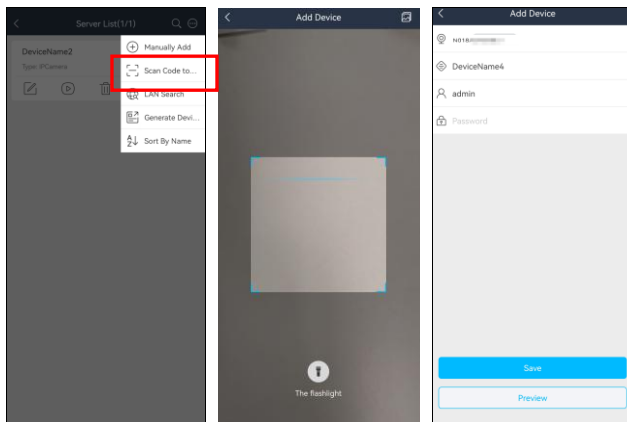 Server List(1/1)
DeviceName2
Type: IPCamera
Manually Add
Scan Code to...
LAN Search
Generate Devi...
Sort By Name
Add Device
The flashlight
Add Device
DeviceName4
admin
Password
Save
Preview